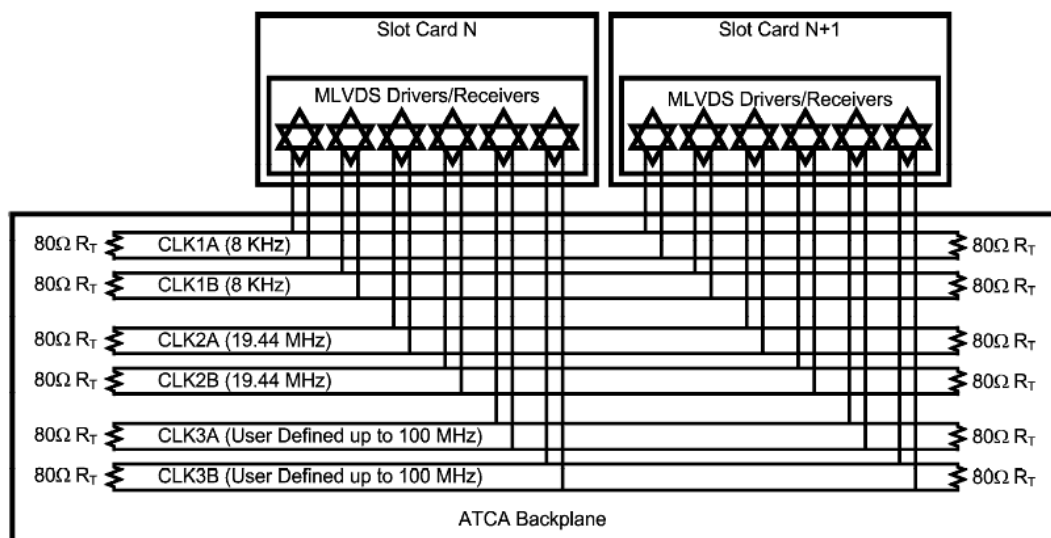 Slot Card N
Slot Card N+1
MLVDS Drivers/Receivers
MLVDS Drivers/Receivers
80Ω RT
CLK1A (8 KHz)
80Ω RT
80Ω RT
CLK1B (8 KHz)
80Ω RT
80Ω RT
CLK2A (19.44 MHz)
80Ω RT
80Ω RT
CLK2B (19.44 MHz)
80Ω RT
80Ω RT
CLK3A (User Defined up to 100 MHz)
80Ω RT
80Ω RT
CLK3B (User Defined up to 100 MHz)
80Ω RT
ATCA Backplane